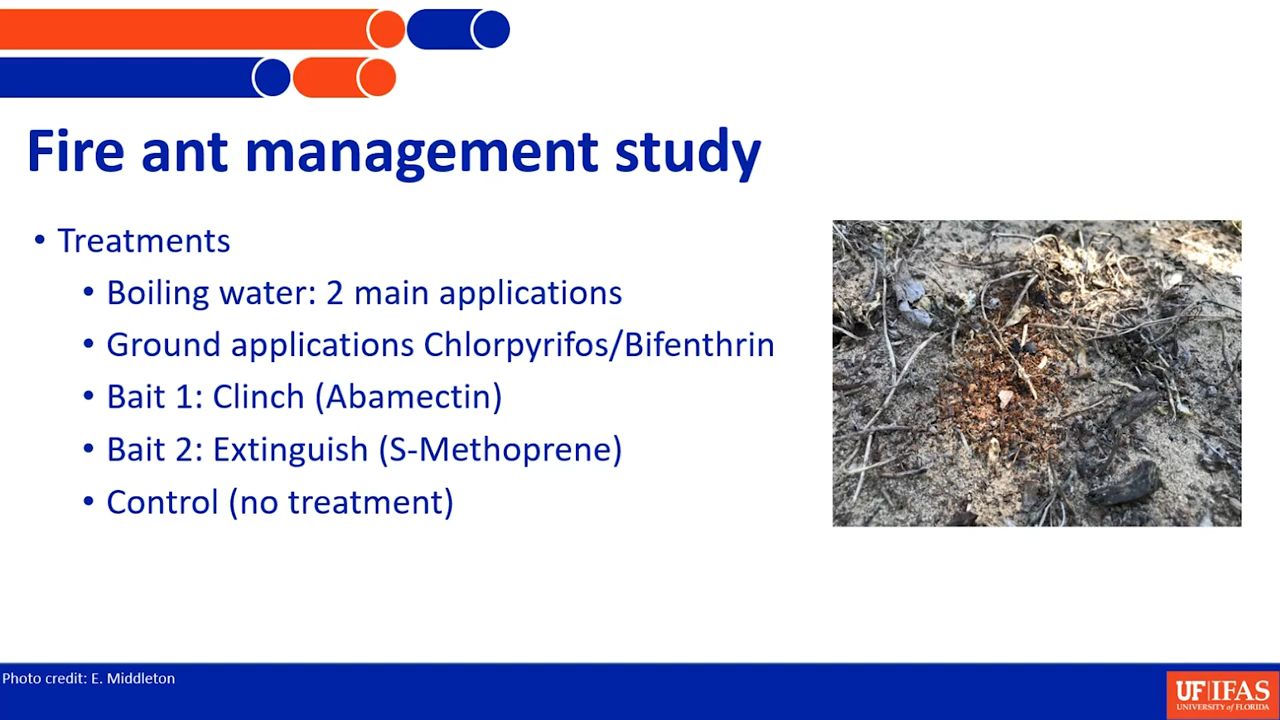 Fire ant management study
• Treatments
• Boiling water: 2 main applications
• Ground applications Chlorpyrifos/Bifenthrin
• Bait 1: Clinch (Abamectin)
• Bait 2: Extinguish (S-Methoprene)
• Control (no treatment)
Photo credit: E. Middleton
UF|IFAS
UNIVERSITY of FLORIDA